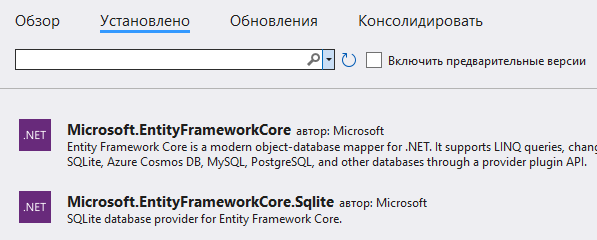 Обзор Установлено Обновления Консолидировать
Включить предварительные версии
.NET Microsoft.EntityFrameworkCore автор: Microsoft
Entity Framework Core is a modern object-database mapper for .NET. It supports LINQ queries,
SQLite, Azure Cosmos DB, MySQL, PostgreSQL, and other databases through a provider plugin API.
.NET Microsoft.EntityFrameworkCore.Sqlite автор: Microsoft
SQLite database provider for Entity Framework Core.